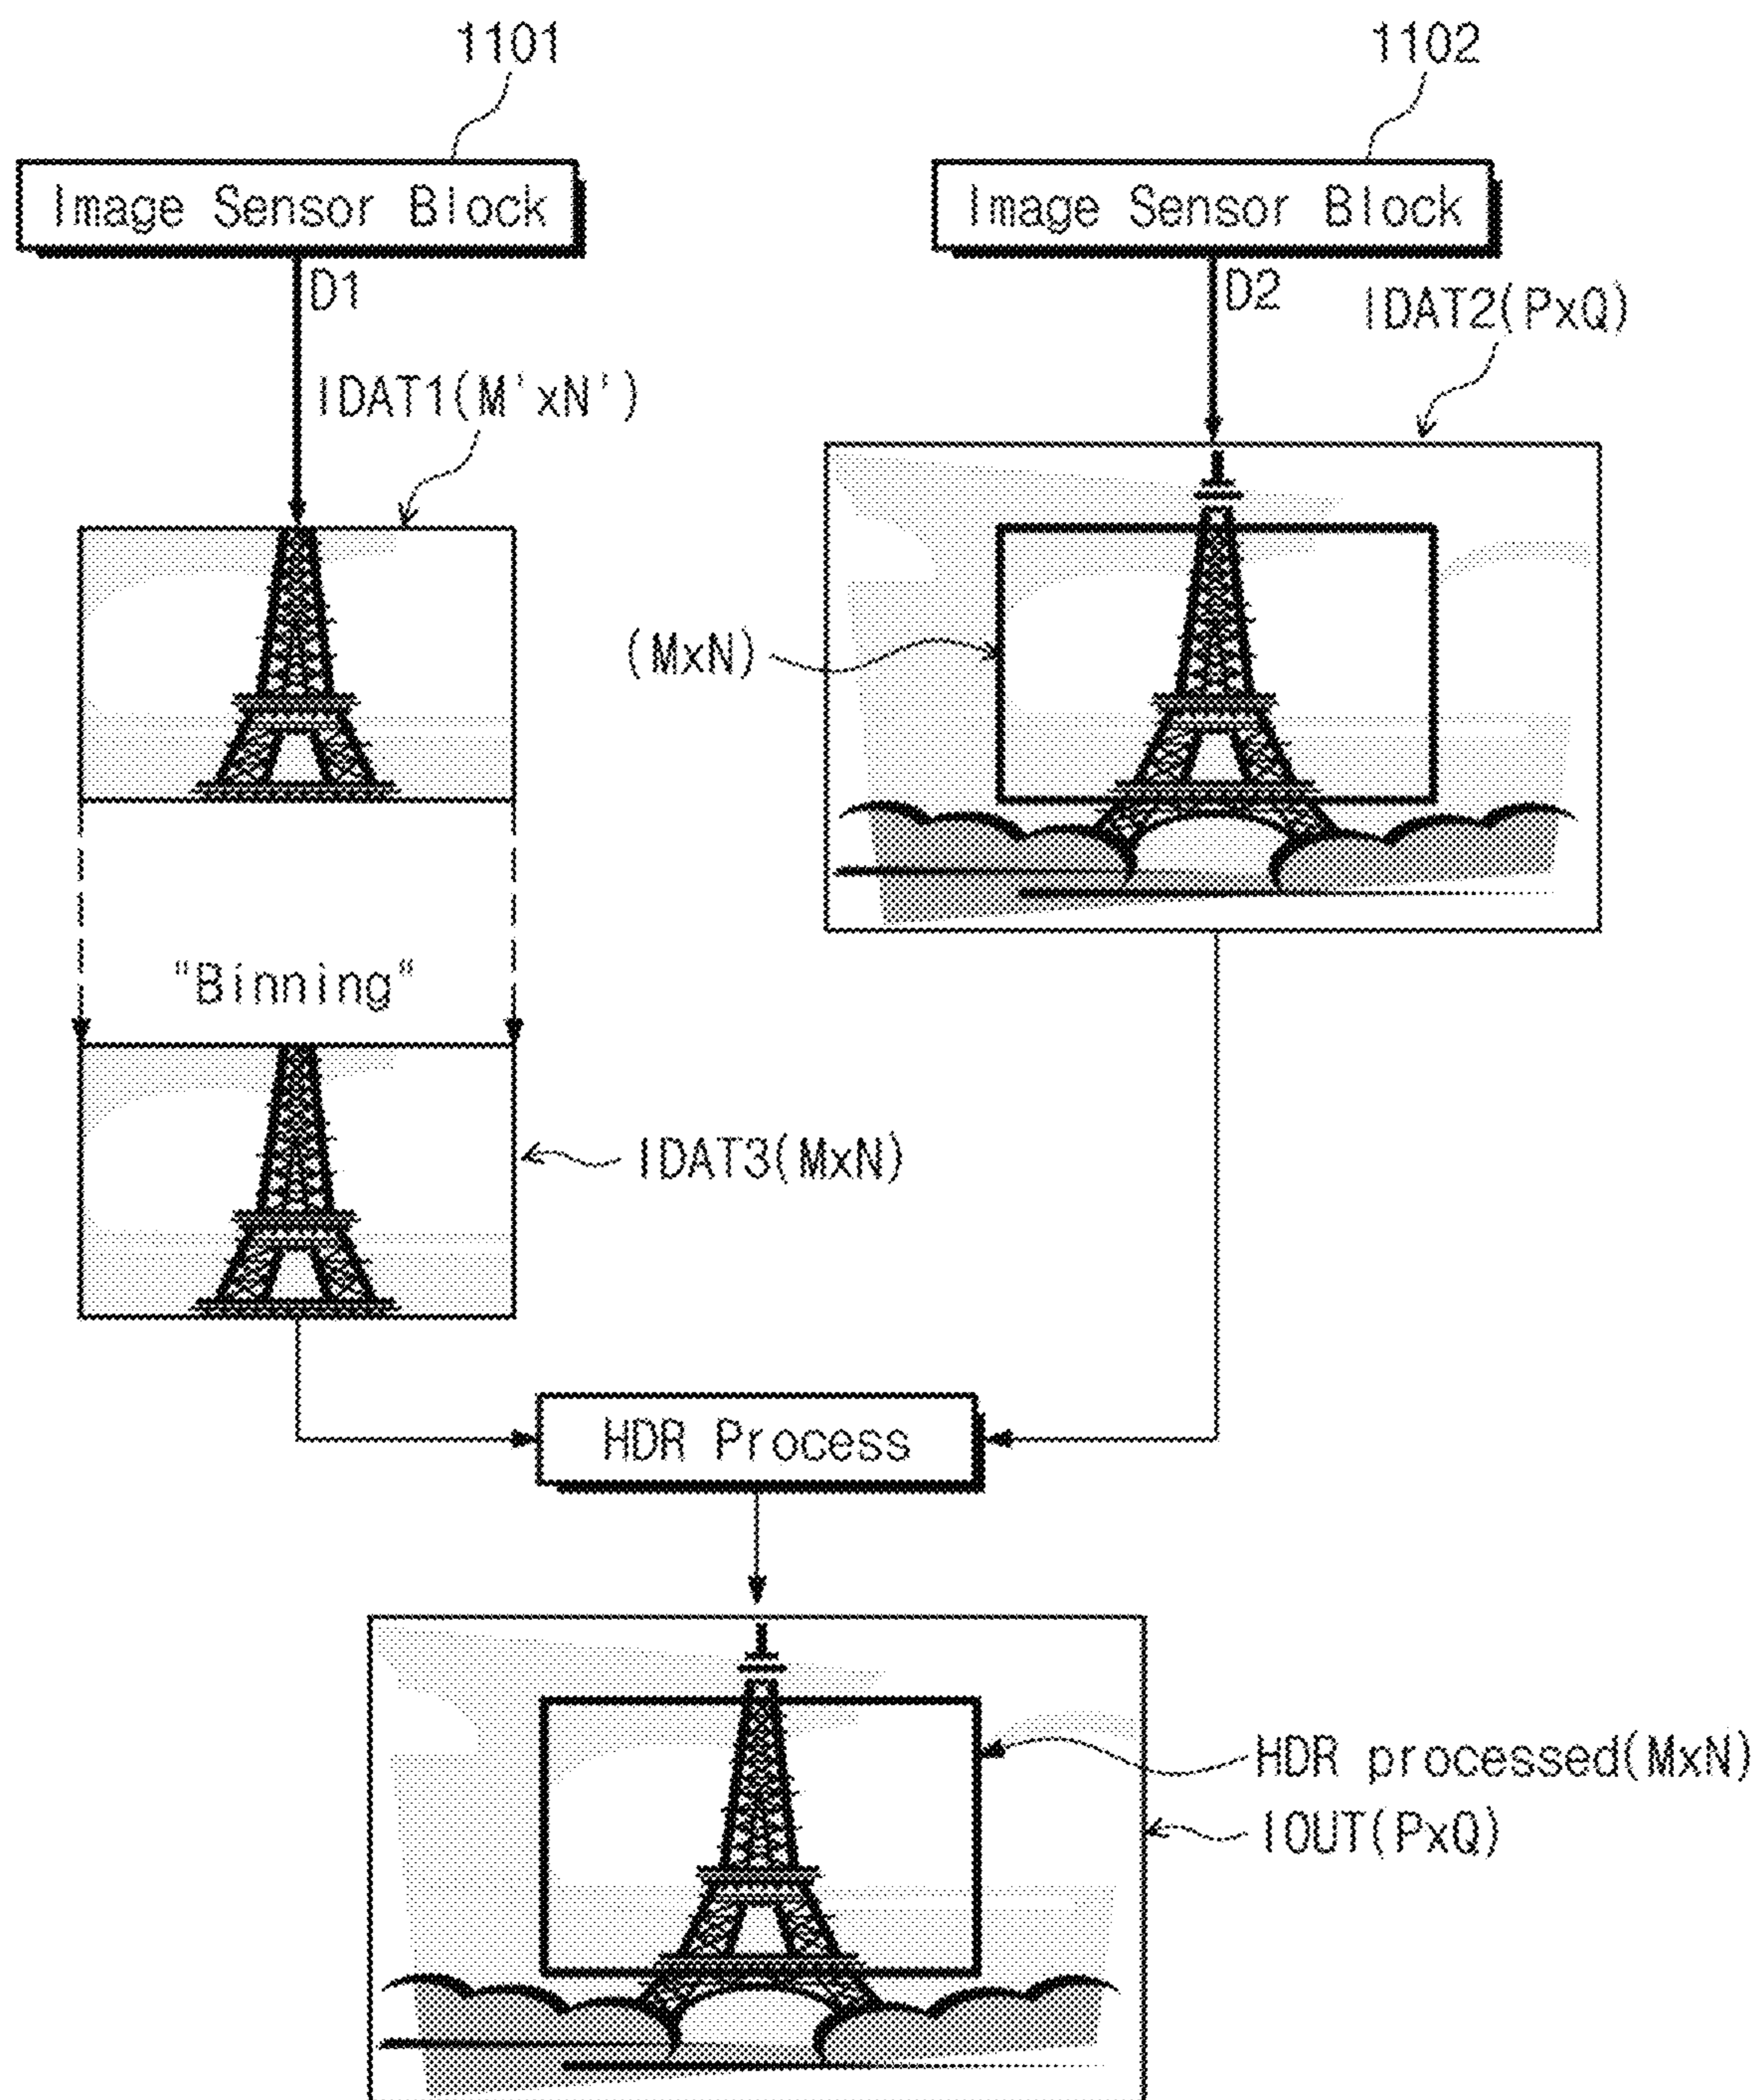 1101
1102
Image Sensor Block
Image Sensor Block
D1
D2
IDAT2(PxQ)
IDAT1(M'xN')
(MxN)
"Binning"
IDAT3(MxN)
HDR Process
HDR processed(MxN)
IOUT(PxQ)